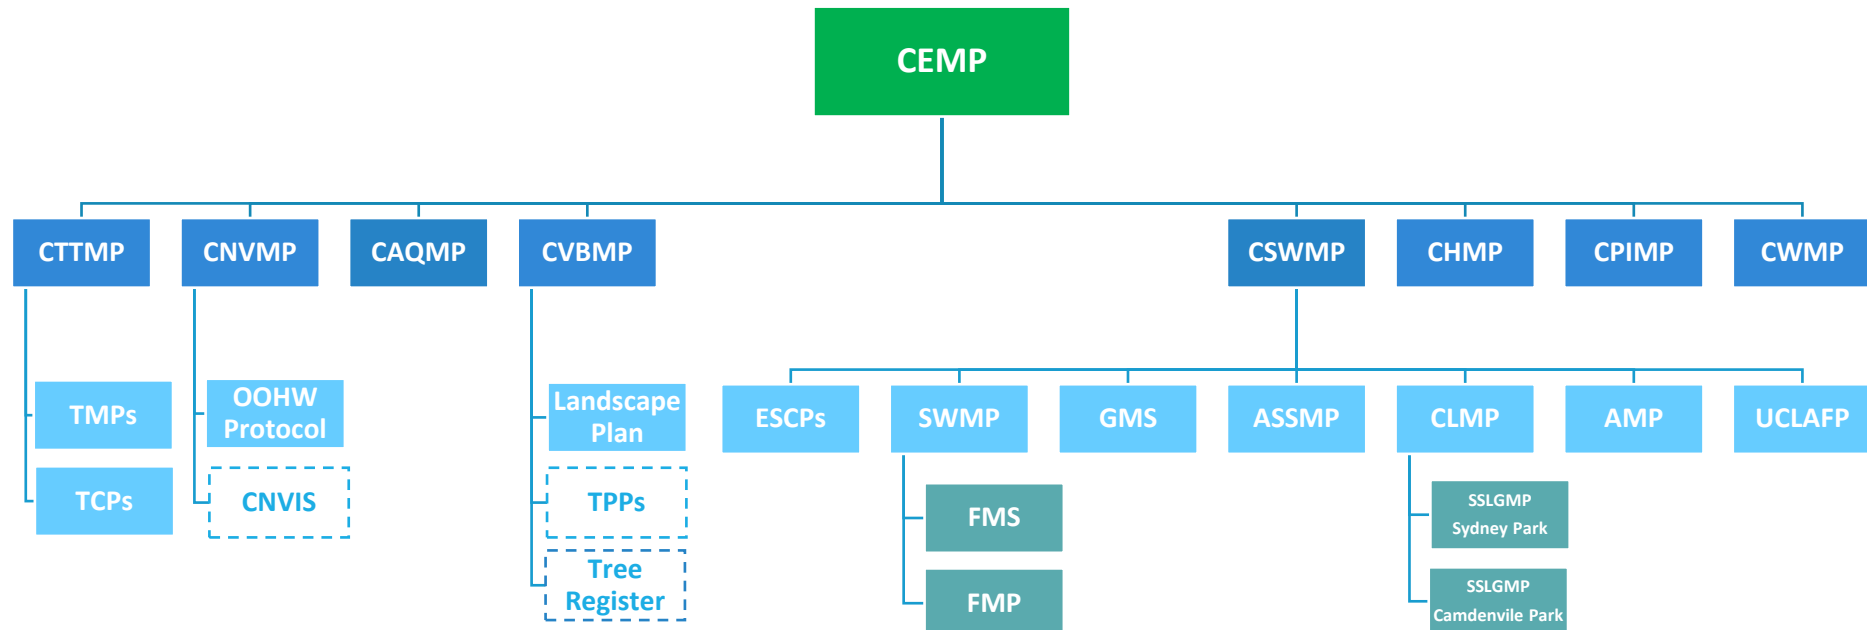 CEMP
CTTMP
CNVMP
CAQMP
CVBMP
CSWMP
CHMP
CPIMP
CWMP
TMPs
TCPs
OOHW
Protocol
CNVIS
Landscape
Plan
TPPs
Tree
Register
ESCPs
SWMP
GMS
ASSMP
CLMP
AMP
UCLAFP
FMS
FMP
SSLGMP
Sydney Park
SSLGMP
Camdenvile Park